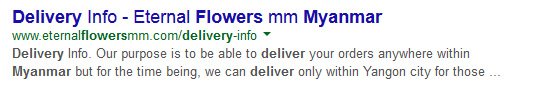 Delivery Info - Eternal Flowers mm Myanmar
www.eternalflowersmm.com/delivery-info
Delivery Info. Our purpose is to be able to deliver your orders anywhere within
Myanmar but for the time being, we can deliver only within Yangon city for those ...